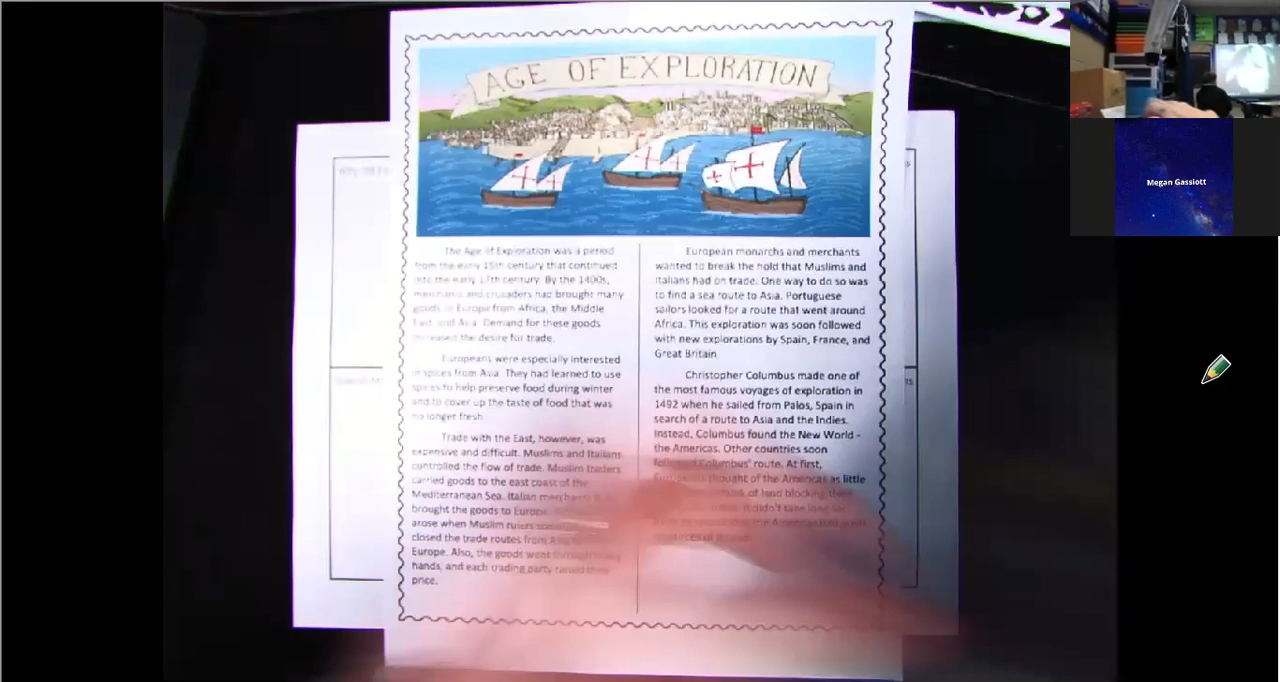 AGE OF EXPLORATION
The Age of Exploration was a period
from the early 15th century that continued
into the early 17th century. By the 1400s,
merchants and crusaders had brought many
goods to Europe from Africa, the Middle
East, and Asia. Demand for these goods
increased the desire for trade.
Europeans were especially interested
in spices from Asia. They had learned to use
spices to help preserve food during winter
and to cover up the taste of food that was
no longer fresh.
Trade with the East, however, was
expensive and difficult. Muslims and Italians
controlled the flow of trade. Muslim traders
carried goods to the east coast of the
Mediterranean Sea. Italian merchants
brought the goods to Europe.
arose when Muslim rulers
closed the trade routes from Asia
Europe. Also, the goods went through many
hands, and each trading party raised the
price.
European monarchs and merchants
wanted to break the hold that Muslims and
Italians had on trade. One way to do so was
to find a sea route to Asia. Portuguese
sailors looked for a route that went around
Africa. This exploration was soon followed
with new explorations by Spain, France, and
Great Britain
Christopher Columbus made one of
the most famous voyages of exploration in
1492 when he sailed from Palos, Spain in
search of a route to Asia and the Indies.
Instead, Columbus found the New World -
the Americas. Other countries soon
followed Columbus' route. At first,
Europeans thought of the Americas as little
of land blocking their
didn't take long for
the Americas
resources
Megan Gassiott